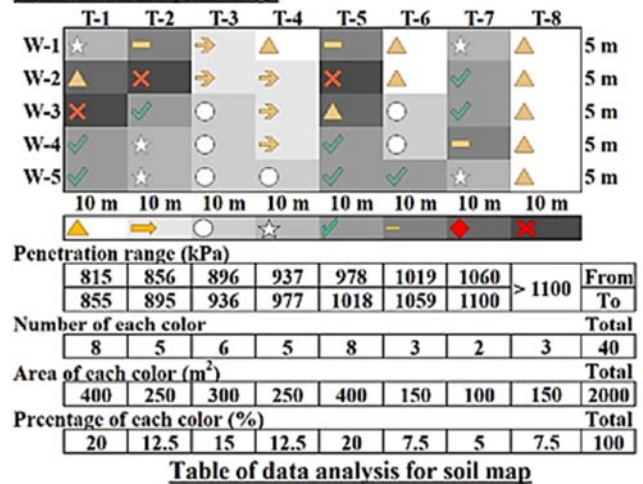 T-1 T-2 T-3 T-4 T-5 T-6 T-7 T-8
W-1 5 m
W-2 5 m
W-3 5 m
W-4 5 m
W-5 5 m
10 m 10 m 10 m 10 m 10 m 10 m 10 m 10 m
Penetration range (kPa)
815 856 896 937 978 1019 1060 > 1100 From
855 895 936 977 1018 1059 1100 To
Number of each color Total
8 5 6 5 8 3 2 3 40
Area of each color (m²) Total
400 250 300 250 400 150 100 150 2000
Prcentage of each color (%) Total
20 12.5 15 12.5 20 7.5 5 7.5 100
Table of data analysis for soil map